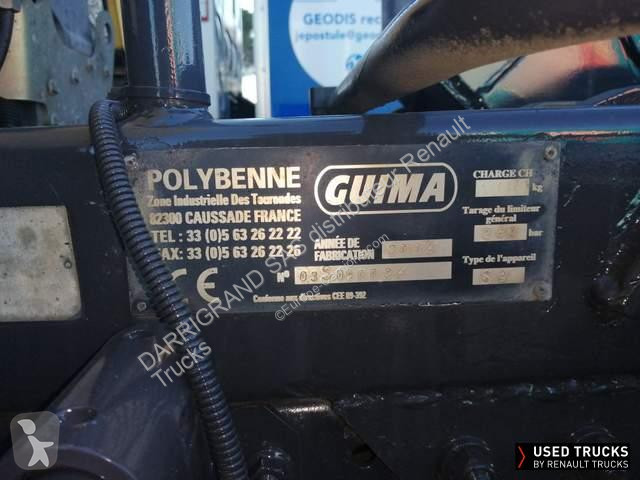 GEODIS rec
jepostule@geodis
POLYBENNE
Zone Industrielle Des Taurondes
82300 CAUSSADE FRANCE
TEL : 33 (0)5 63 26 22 22
FAX: 33 (0)5 63 26 22 26
CE
GUIMA
ANNÉE DE
FABRICATION
N°
Conforme aux directives CEE 89-392
CHARGE CH
kg
Tarage du limiteur
général
bar
Type de l'appareil
DARRIGRAND SAS distributeur Renault
Trucks
USED TRUCKS
BY RENAULT TRUCKS